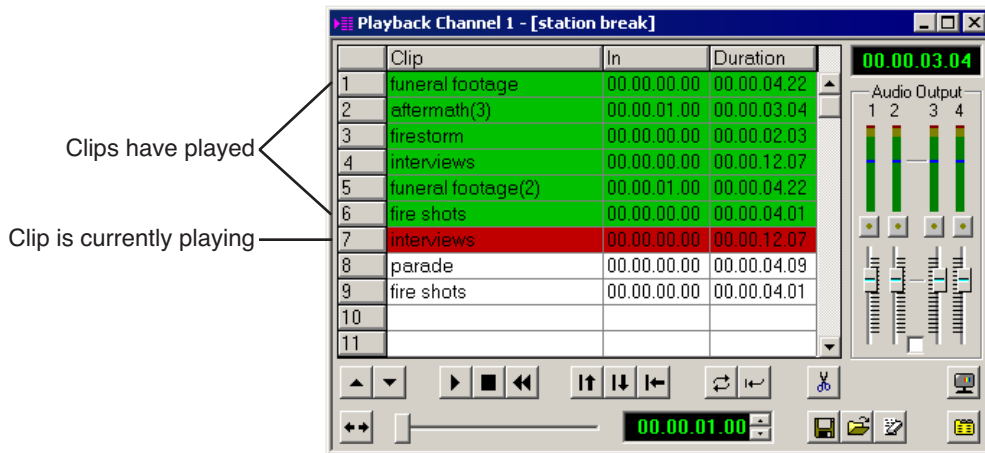 Playback Channel 1 - [station break]
Clip In Duration
00.00.03.04
1 funeral footage 00.00.00.00 00.00.04.22
2 aftermath(3) 00.00.01.00 00.00.03.04
3 firestorm 00.00.00.00 00.00.02.03
4 interviews 00.00.00.00 00.00.12.07
5 funeral footage(2) 00.00.01.00 00.00.04.22
6 fire shots 00.00.00.00 00.00.04.01
7 interviews 00.00.00.00 00.00.12.07
8 parade 00.00.00.00 00.00.04.09
9 fire shots 00.00.00.00 00.00.04.01
10
11
Audio Output
1 2 3 4
Clips have played
Clip is currently playing
00.00.01.00